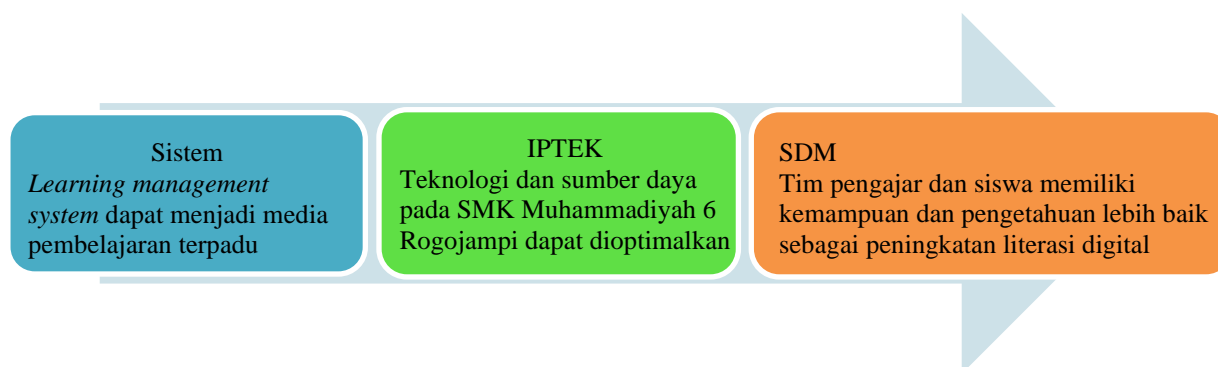 Sistem
Learning management
system dapat menjadi media
pembelajaran terpadu
IPTEK
Teknologi dan sumber daya
pada SMK Muhammadiyah 6
Rogojampi dapat dioptimalkan
SDM
Tim pengajar dan siswa memiliki
kemampuan dan pengetahuan lebih baik
sebagai peningkatan literasi digital